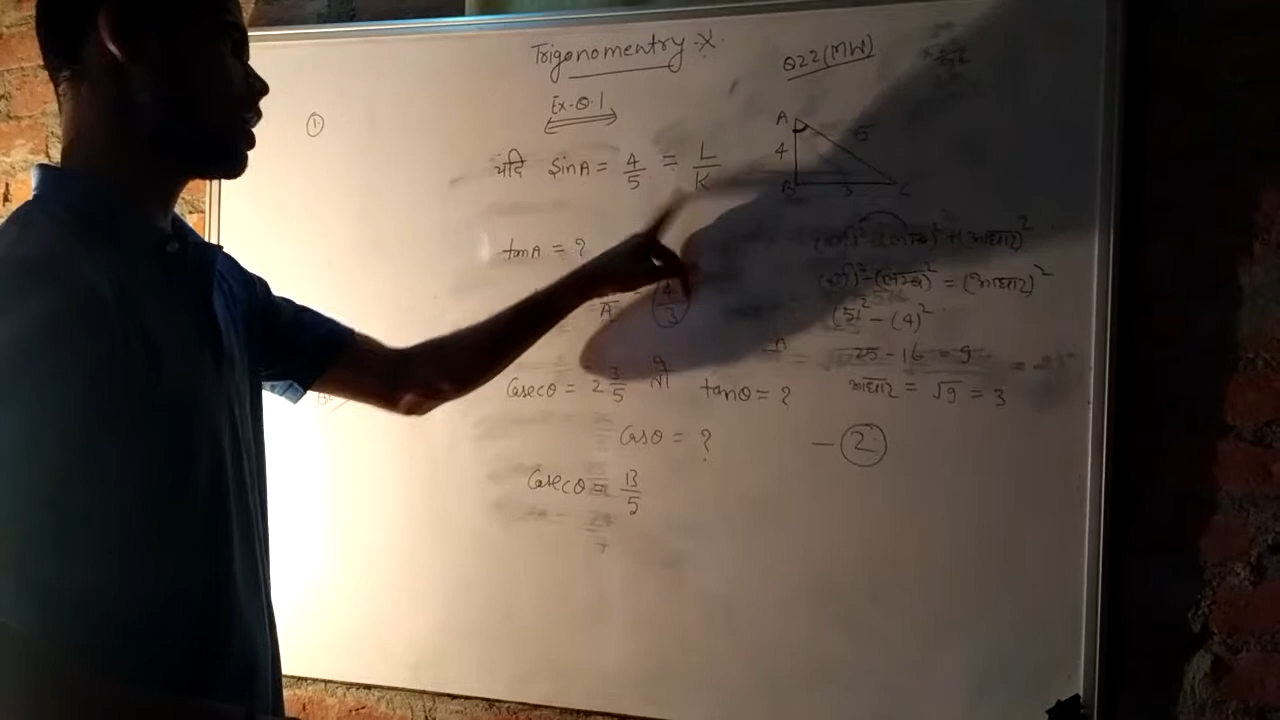 Trigonomentry-X
Q22(MW)
Ex-Q.1
①
यदि sinA = 4/5 = L/K
A
4
5
B
3
C
tanA = ?
(कर्ण)² = (लम्ब)² + (आधार)²
(कर्ण)² - (लम्ब)² = (आधार)²
A
4/3
(5)² - (4)²
25 - 16 = 9
Cosecθ = 2 3/5 तो tanθ = ?
आधार = √9 = 3
Cosθ = ?
- ②
Cosecθ = 13/5